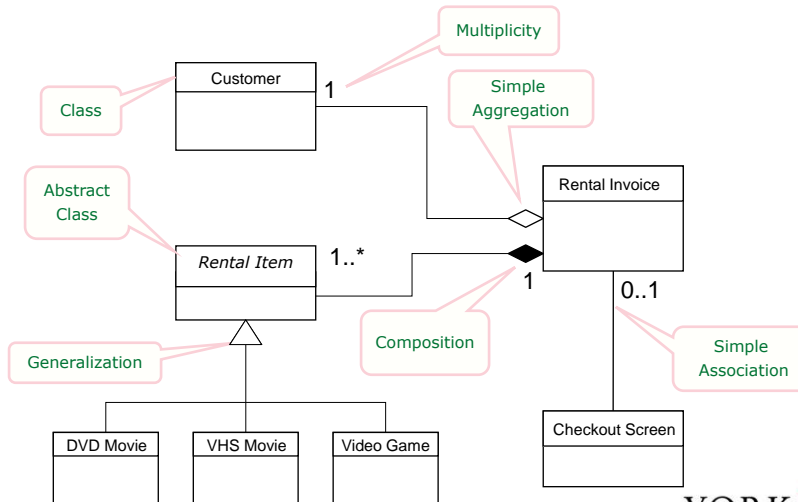 Multiplicity
Customer
1
Class
Simple
Aggregation
Abstract
Class
Rental Invoice
Rental Item
1..*
1
0..1
Composition
Generalization
Simple
Association
DVD Movie
VHS Movie
Video Game
Checkout Screen